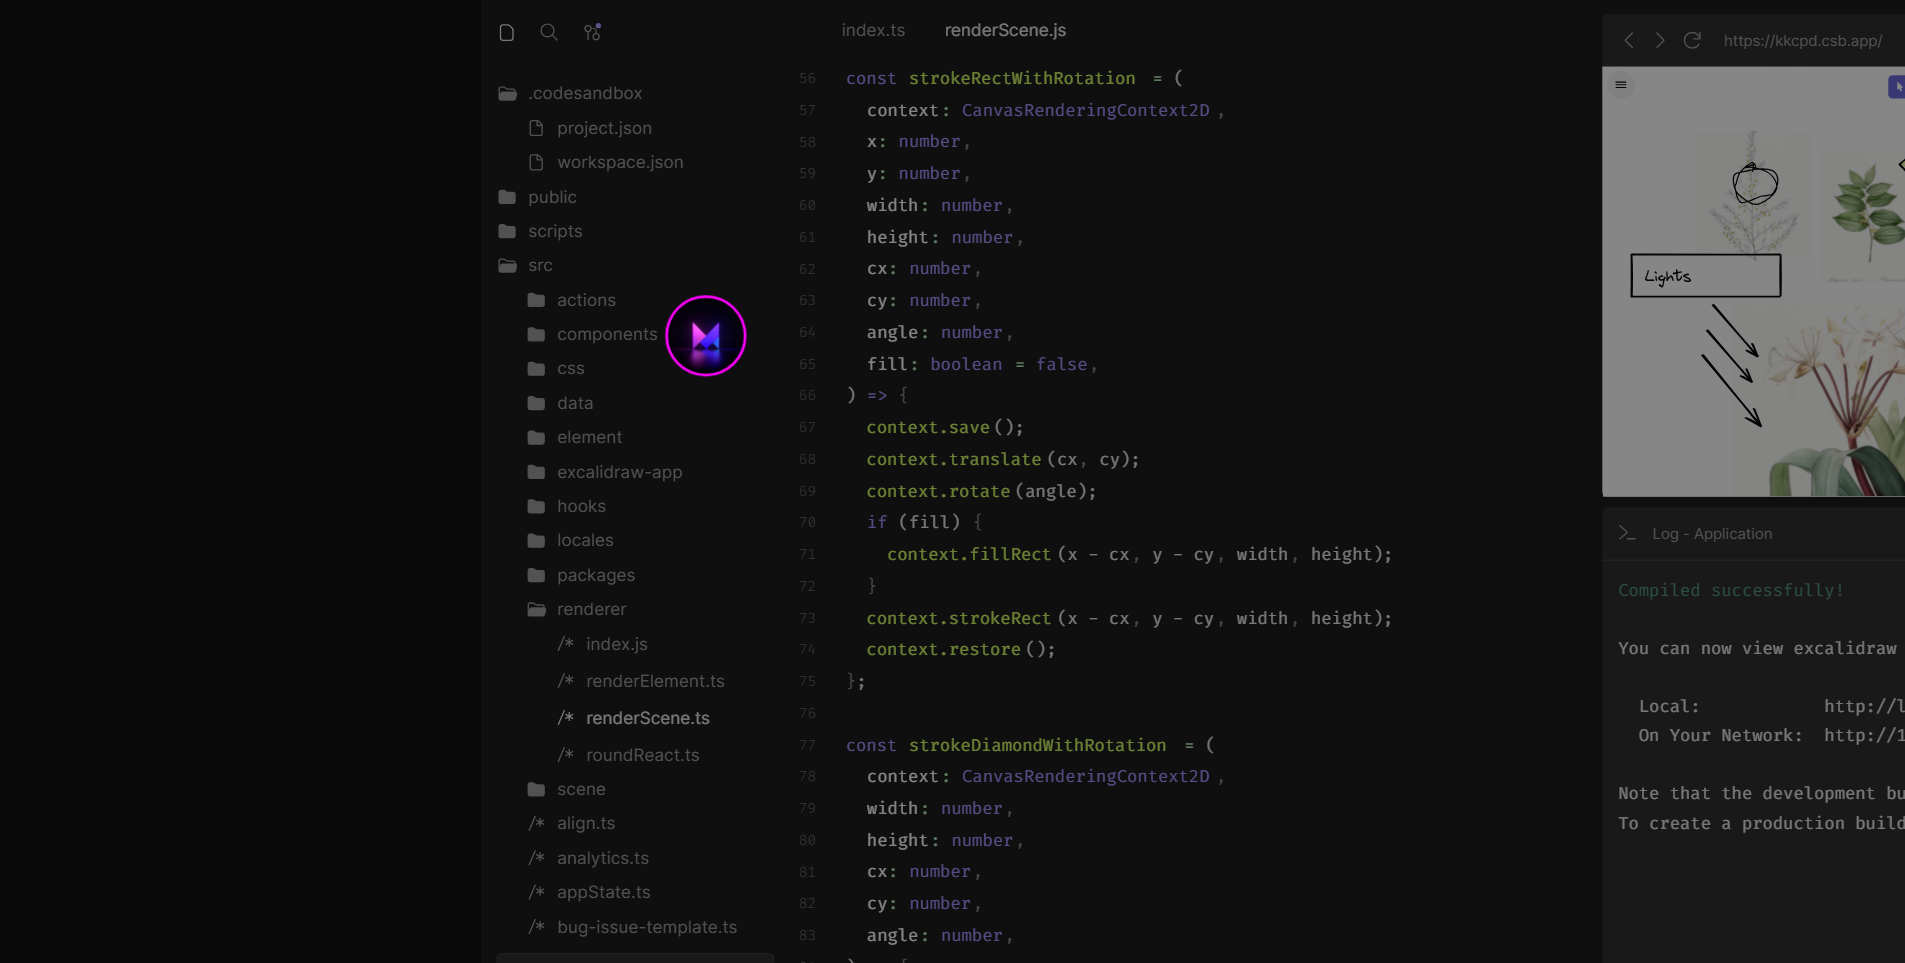 index.ts
renderScene.js
.codesandbox
project.json
workspace.json
public
scripts
src
actions
components
css
data
element
excalidraw-app
hooks
locales
packages
renderer
/* index.js
/* renderElement.ts
/* renderScene.ts
/* roundReact.ts
scene
/* align.ts
/* analytics.ts
/* appState.ts
/* bug-issue-template.ts
56 const strokeRectWithRotation = (
57 context: CanvasRenderingContext2D,
58 x: number,
59 y: number,
60 width: number,
61 height: number,
62 cx: number,
63 cy: number,
64 angle: number,
65 fill: boolean = false,
66 ) => {
67 context.save();
68 context.translate(cx, cy);
69 context.rotate(angle);
70 if (fill) {
71 context.fillRect(x - cx, y - cy, width, height);
72 }
73 context.strokeRect(x - cx, y - cy, width, height);
74 context.restore();
75 };
76
77 const strokeDiamondWithRotation = (
78 context: CanvasRenderingContext2D,
79 width: number,
80 height: number,
81 cx: number,
82 cy: number,
83 angle: number,
https://kkcpd.csb.app/
Lights
Log - Application
Compiled successfully!
You can now view excalidraw
Local: http://l
On Your Network: http://1
Note that the development bu
To create a production build